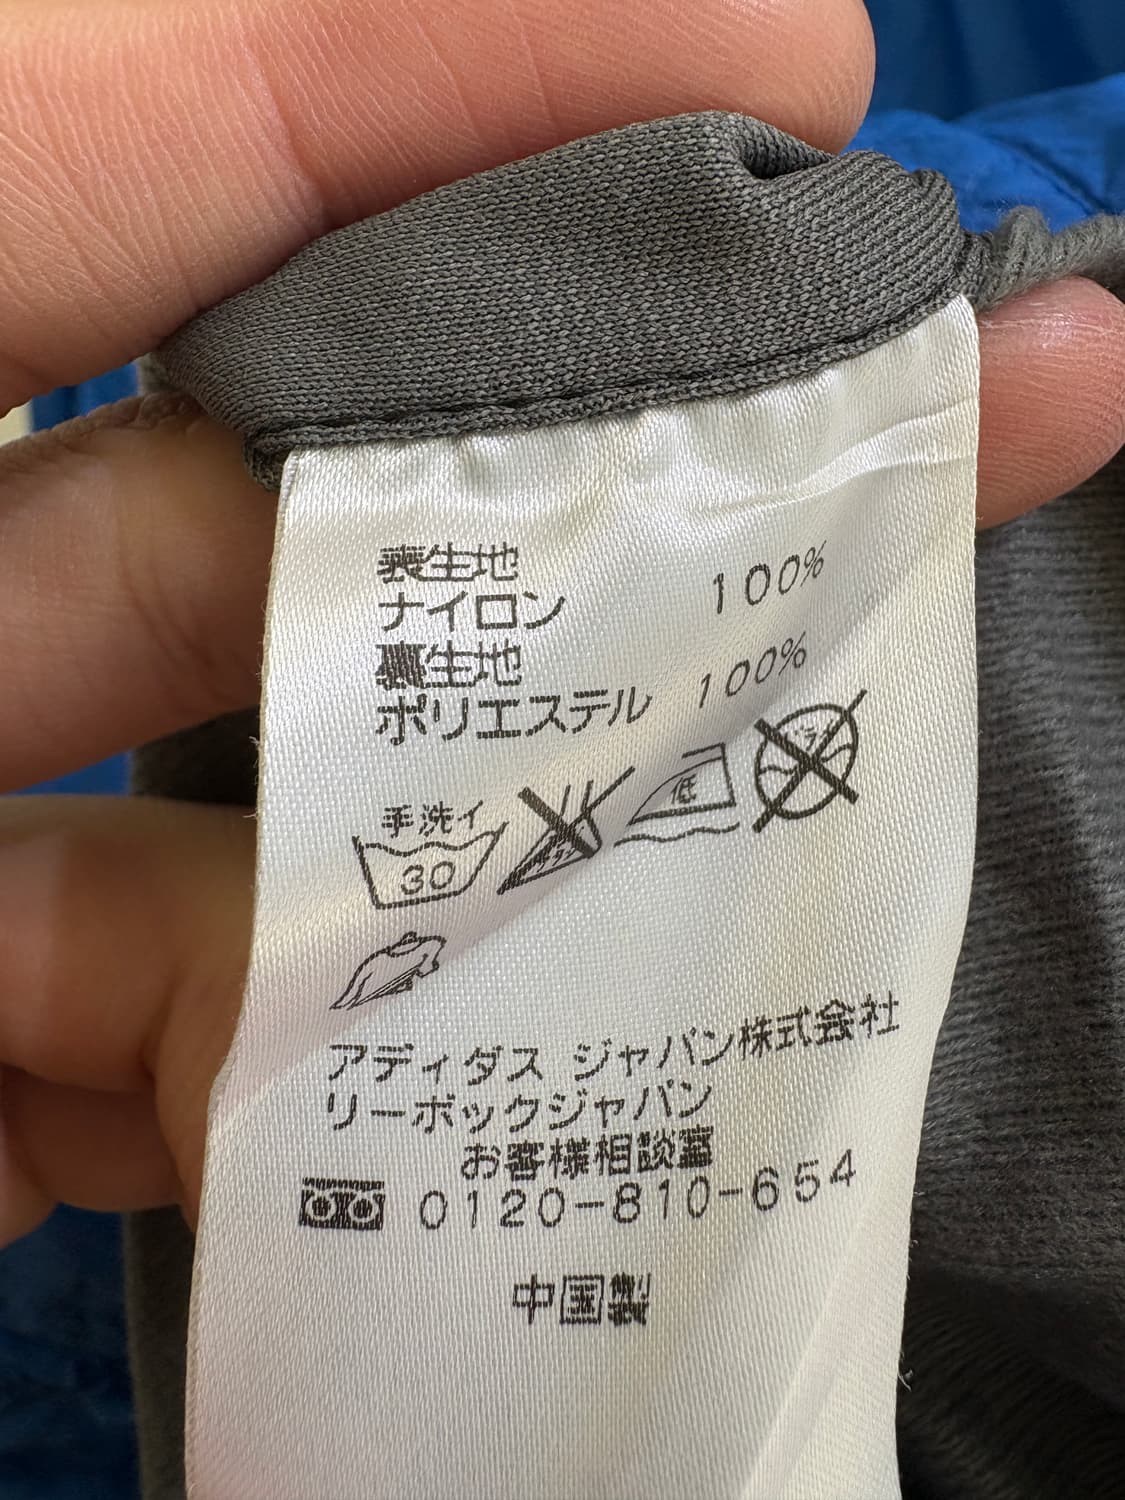 表生地
ナイロン 100%
裏生地
ポリエステル 100%
手洗イ 低
30
アディダス ジャパン株式会社
リーボックジャパン
お客様相談室
0120-810-654
中国製